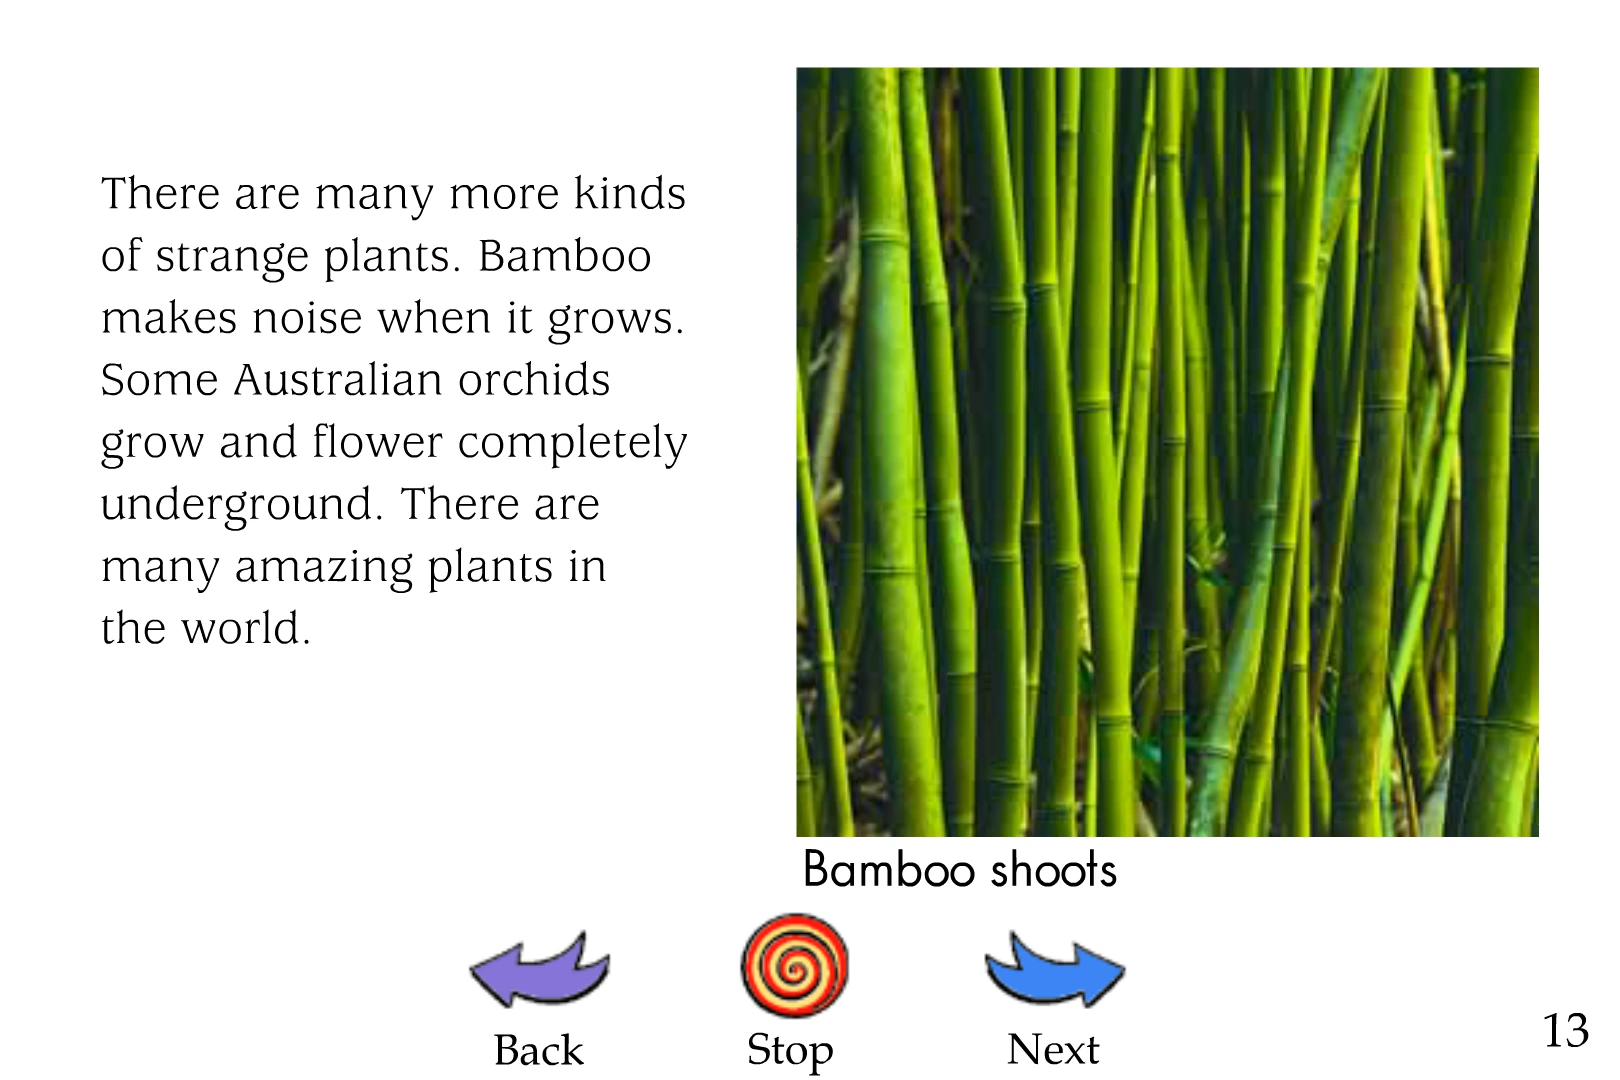 There are many more kinds
of strange plants. Bamboo
makes noise when it grows.
Some Australian orchids
grow and flower completely
underground. There are
many amazing plants in
the world.
Bamboo shoots
Back
Stop
Next
13